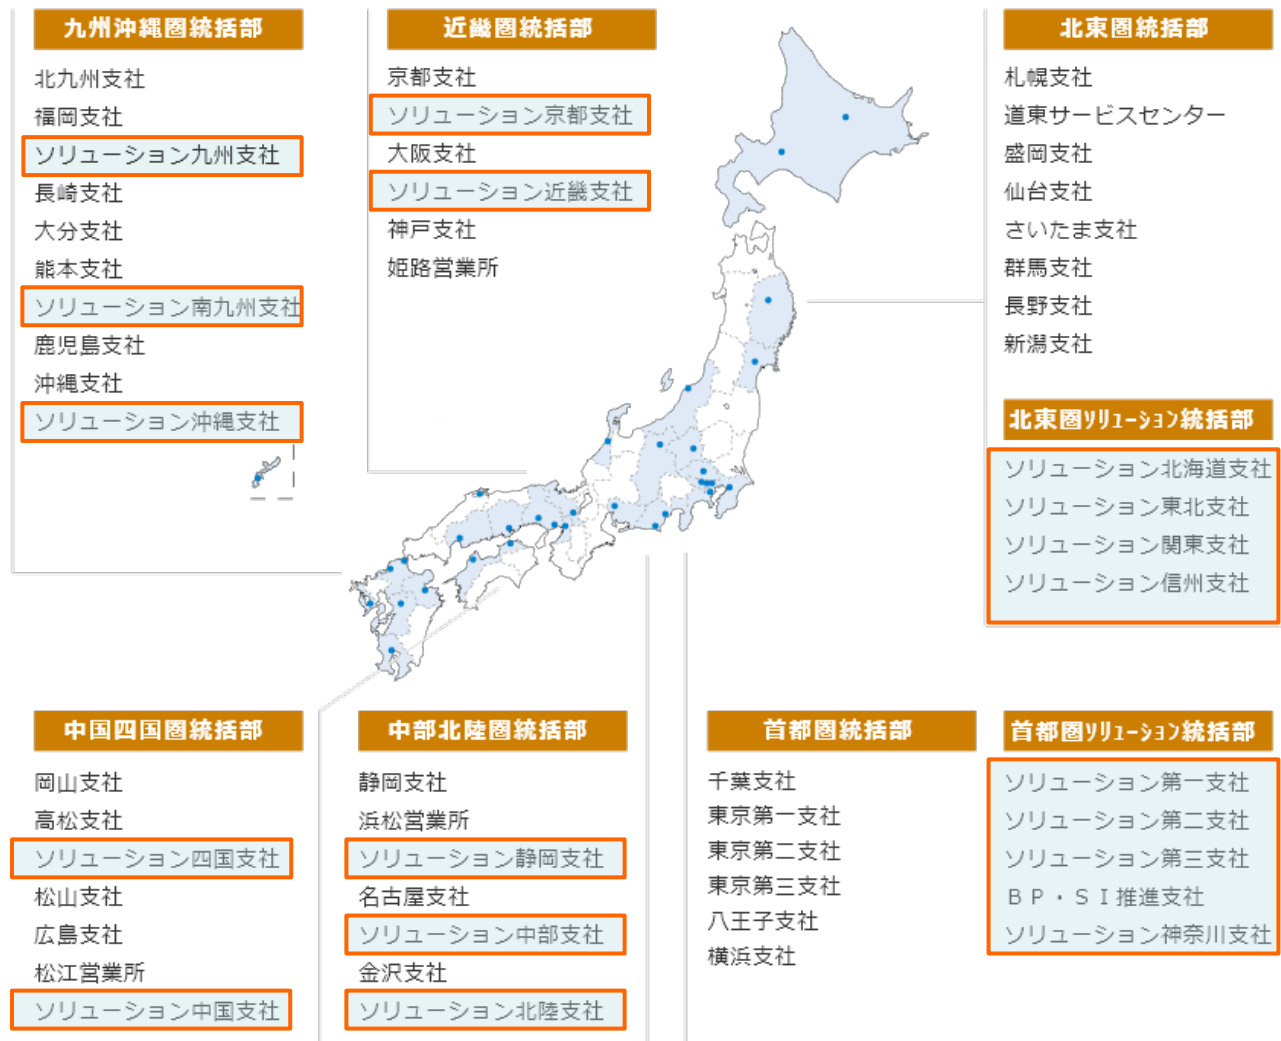 九州沖縄圏統括部
北九州支社
福岡支社
ソリューション九州支社
長崎支社
大分支社
熊本支社
ソリューション南九州支社
鹿児島支社
沖縄支社
ソリューション沖縄支社
近畿圏統括部
京都支社
ソリューション京都支社
大阪支社
ソリューション近畿支社
神戸支社
姫路営業所
北東圏統括部
札幌支社
道東サービスセンター
盛岡支社
仙台支社
さいたま支社
群馬支社
長野支社
新潟支社
北東圏ｿﾘｭｰｼｮﾝ統括部
ソリューション北海道支社
ソリューション東北支社
ソリューション関東支社
ソリューション信州支社
中国四国圏統括部
岡山支社
高松支社
ソリューション四国支社
松山支社
広島支社
松江営業所
ソリューション中国支社
中部北陸圏統括部
静岡支社
浜松営業所
ソリューション静岡支社
名古屋支社
ソリューション中部支社
金沢支社
ソリューション北陸支社
首都圏統括部
千葉支社
東京第一支社
東京第二支社
東京第三支社
八王子支社
横浜支社
首都圏ｿﾘｭｰｼｮﾝ統括部
ソリューション第一支社
ソリューション第二支社
ソリューション第三支社
ＢＰ・ＳＩ推進支社
ソリューション神奈川支社